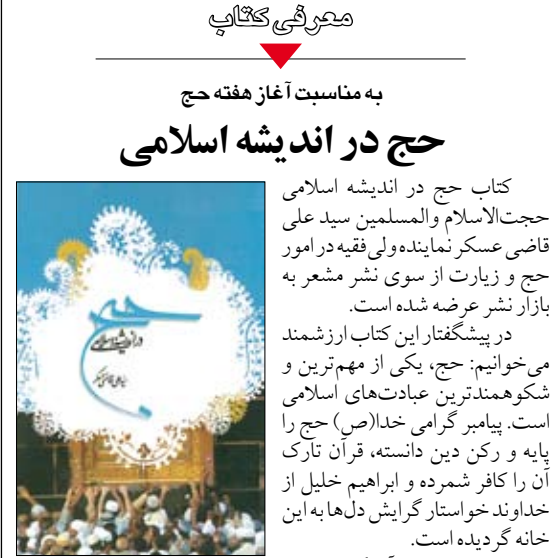 معرفی کتاب
به مناسبت آغاز هفته حج
حج در اندیشه اسلامی
کتاب حج در اندیشه اسلامی
حجت‌الاسلام والمسلمین سید علی
قاضی عسکر نماینده ولی فقیه در امور
حج و زیارت از سوی نشر مشعر به
بازار نشر عرضه شده است.
در پیشگفتار این کتاب ارزشمند
می‌خوانیم: حج، یکی از مهم‌ترین و
شکوهمندترین عبادت‌های اسلامی
است. پیامبر گرامی خدا(ص) حج را
پایه و رکن دین دانسته، قرآن تارک
آن را کافر شمرده و ابراهیم خلیل از
خداوند خواستار گرایش دل‌ها به این
خانه گردیده است.
حج
در اندیشه اسلامی